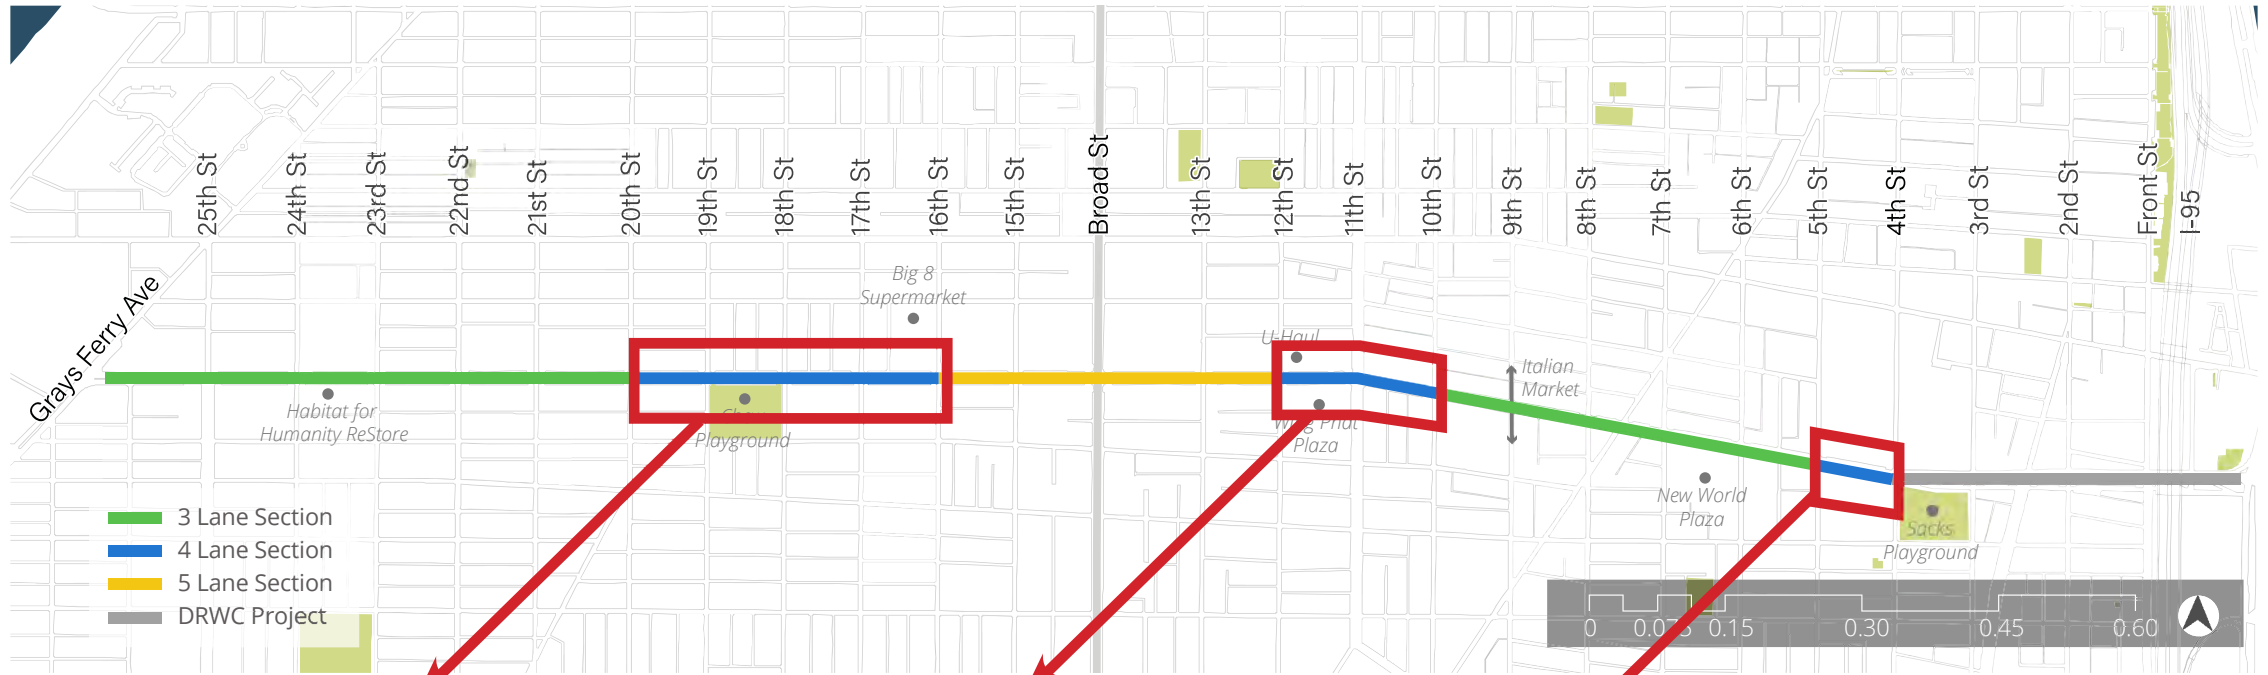 25th St
24th St
23rd St
22nd St
21st St
20th St
19th St
18th St
17th St
16th St
15th St
Broad St
13th St
12th St
11th St
10th St
9th St
8th St
7th St
6th St
5th St
4th St
3rd St
2nd St
Front St
I-95
Grays Ferry Ave
Big 8
Supermarket
U-Haul
Italian
Market
Habitat for
Humanity ReStore
Playground
Plaza
New World
Plaza
Sacks
Playground
3 Lane Section
4 Lane Section
5 Lane Section
DRWC Project
0 0.075 0.15 0.30 0.45 0.60